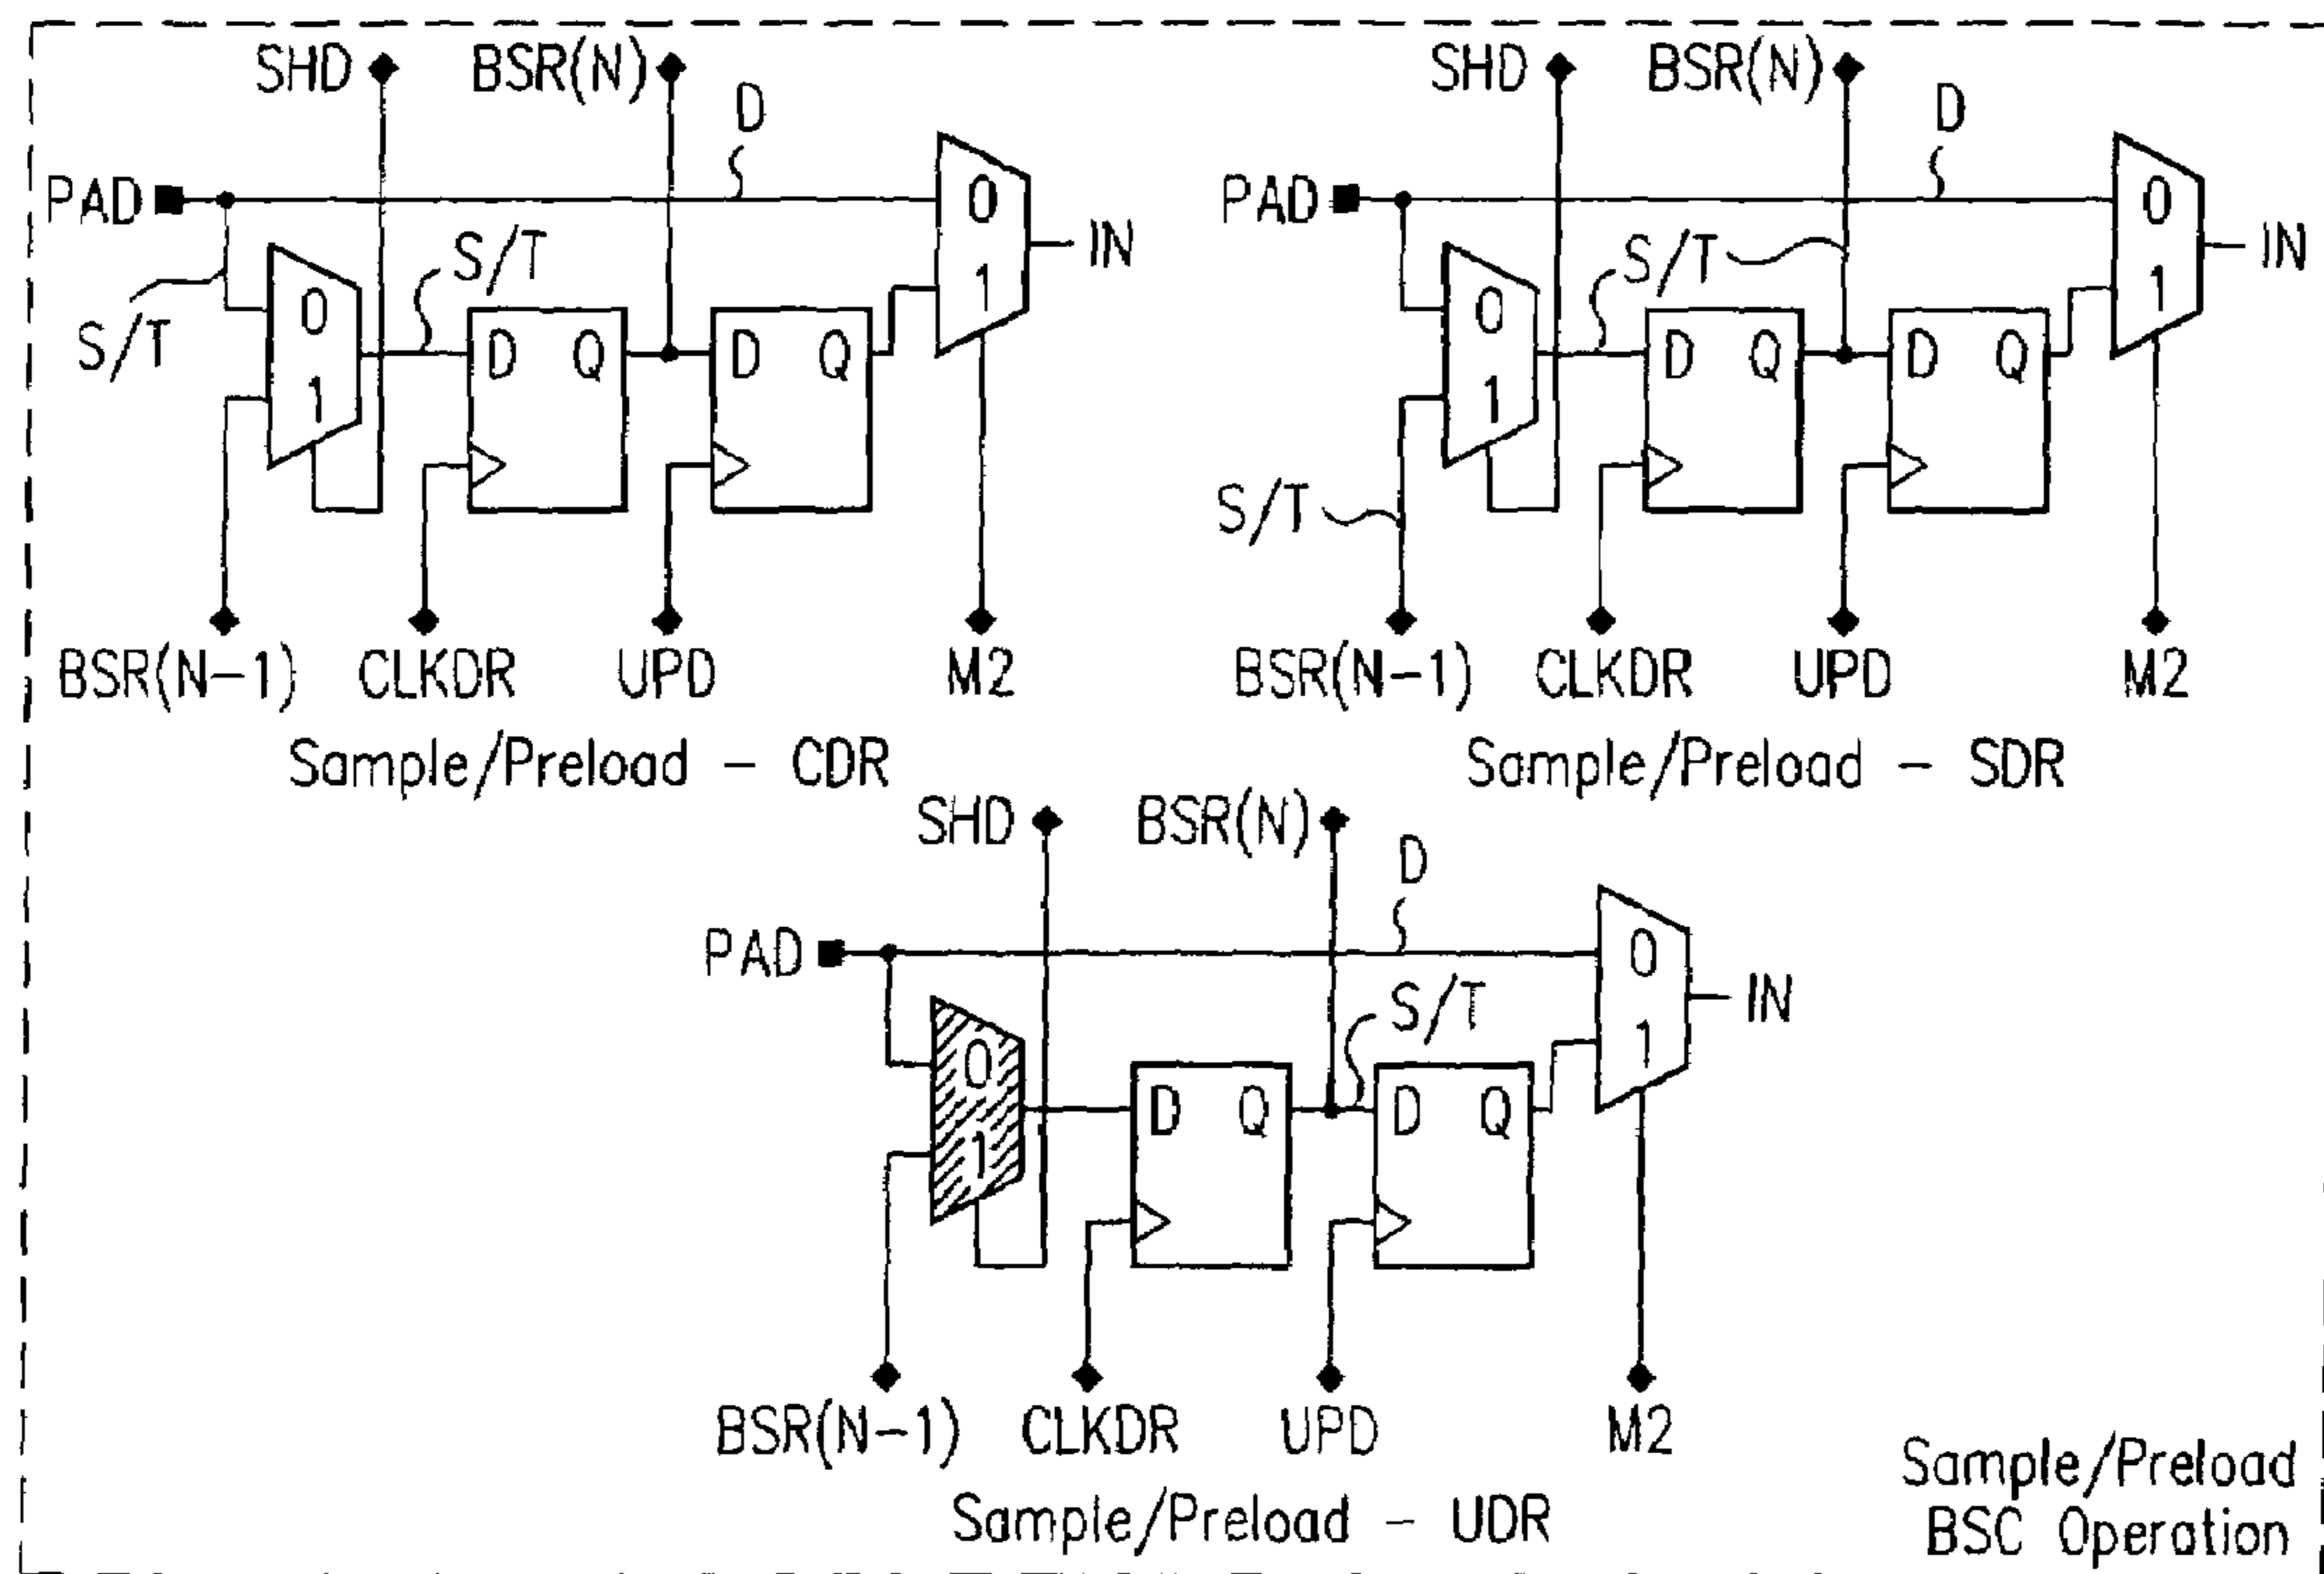 SHD BSR(N) D
PAD 0 1 IN
S/T S/T 0 1 D Q D Q
BSR(N-1) CLKDR UPD M2
Sample/Preload - CDR
SHD BSR(N) D
PAD 0 1 IN
S/T 0 1 D Q D Q
S/T
BSR(N-1) CLKDR UPD M2
Sample/Preload - SDR
SHD BSR(N) D
PAD 0 1 IN
S/T
0 1 D Q D Q
BSR(N-1) CLKDR UPD M2
Sample/Preload - UDR
Sample/Preload
BSC Operation